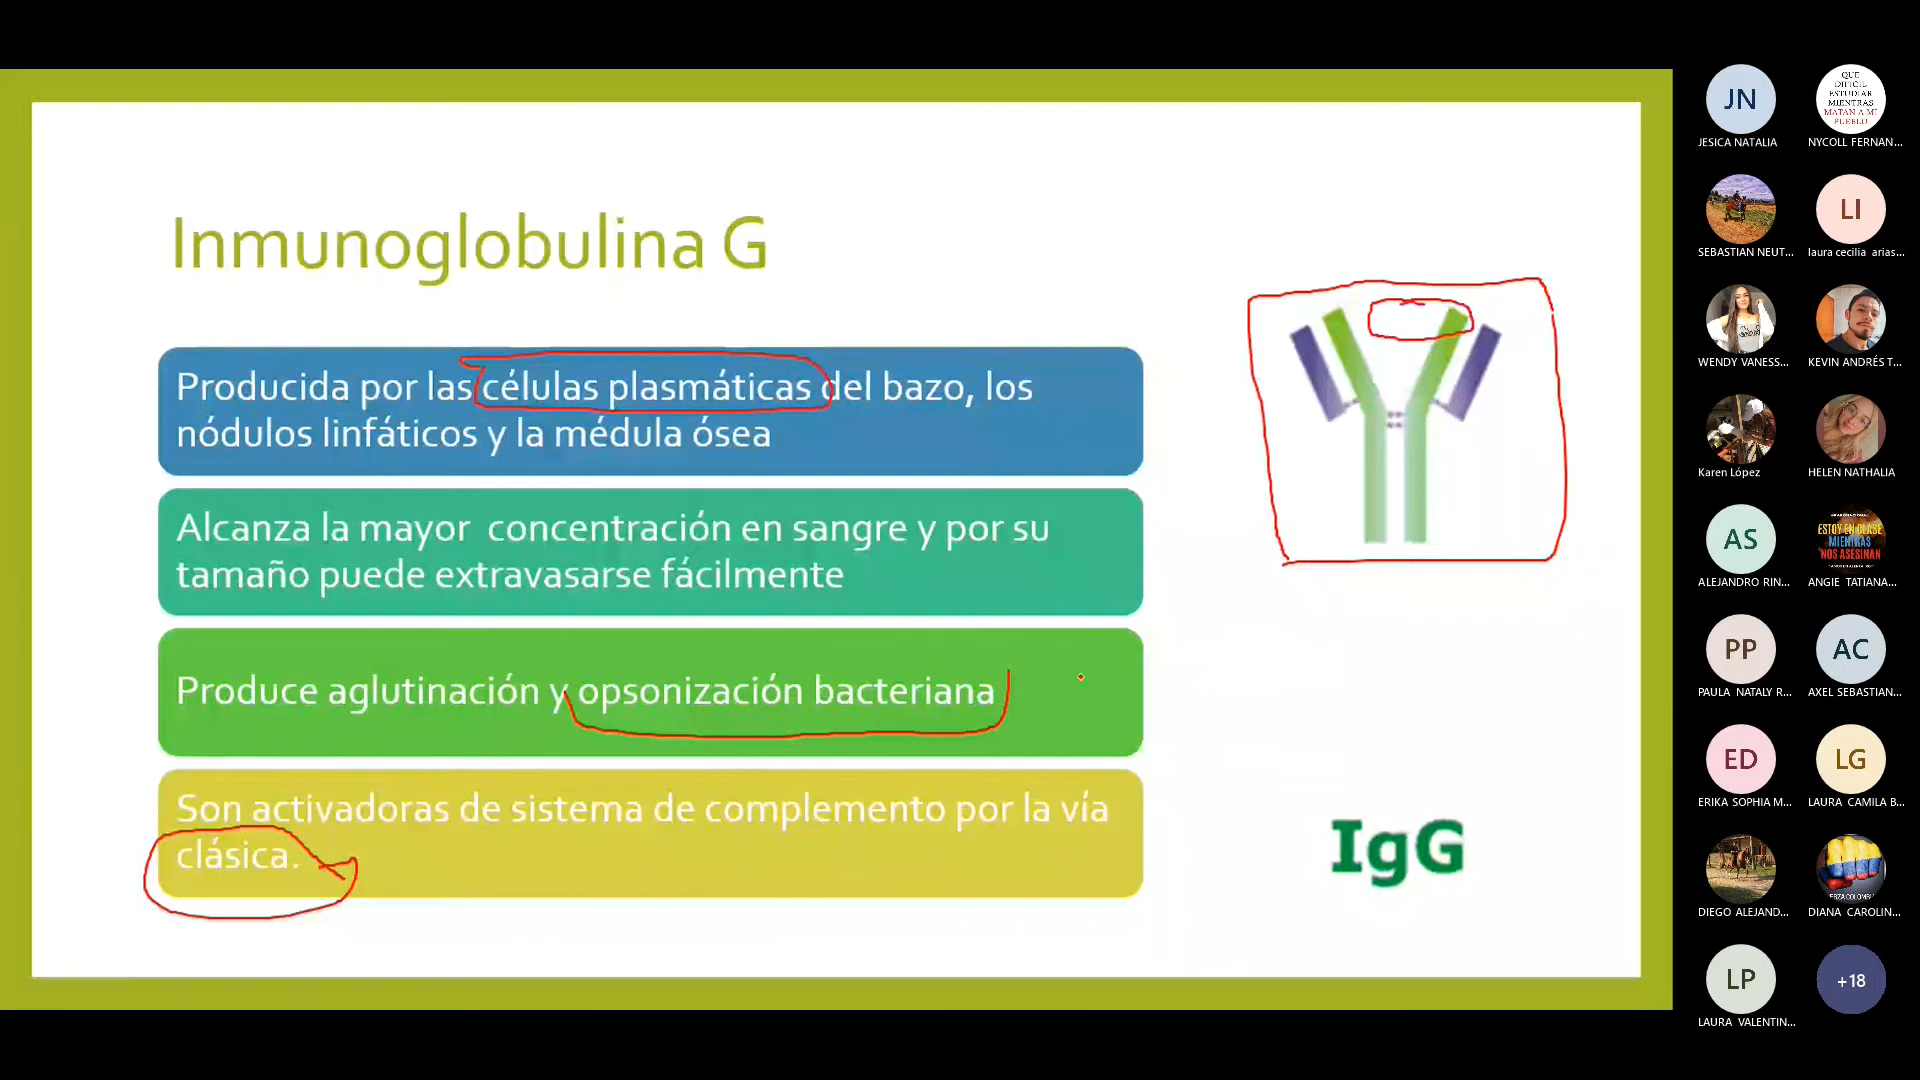 Inmunoglobulina G
Producida por las células plasmáticas del bazo, los
nódulos linfáticos y la médula ósea
Alcanza la mayor concentración en sangre y por su
tamaño puede extravasarse fácilmente
Produce aglutinación y opsonización bacteriana
Son activadoras de sistema de complemento por la vía
clásica.
IgG
JN
JESICA NATALIA
QUE
DIFÍCIL
ESTUDIAR
MIENTRAS
MATAN A MI
PUEBLO
NYCOLL FERNAN...
SEBASTIAN NEUT...
LI
laura cecilia arias...
WENDY VANESS...
KEVIN ANDRÉS T...
Karen López
HELEN NATHALIA
AS
ALEJANDRO RIN...
ESTOY EN CLASE
MIENTRAS
NOS ASESINAN
ANGIE TATIANA...
PP
PAULA NATALY R...
AC
AXEL SEBASTIAN...
ED
ERIKA SOPHIA M...
LG
LAURA CAMILA B...
DIEGO ALEJAND...
DIANA CAROLIN...
LP
LAURA VALENTIN...
+18